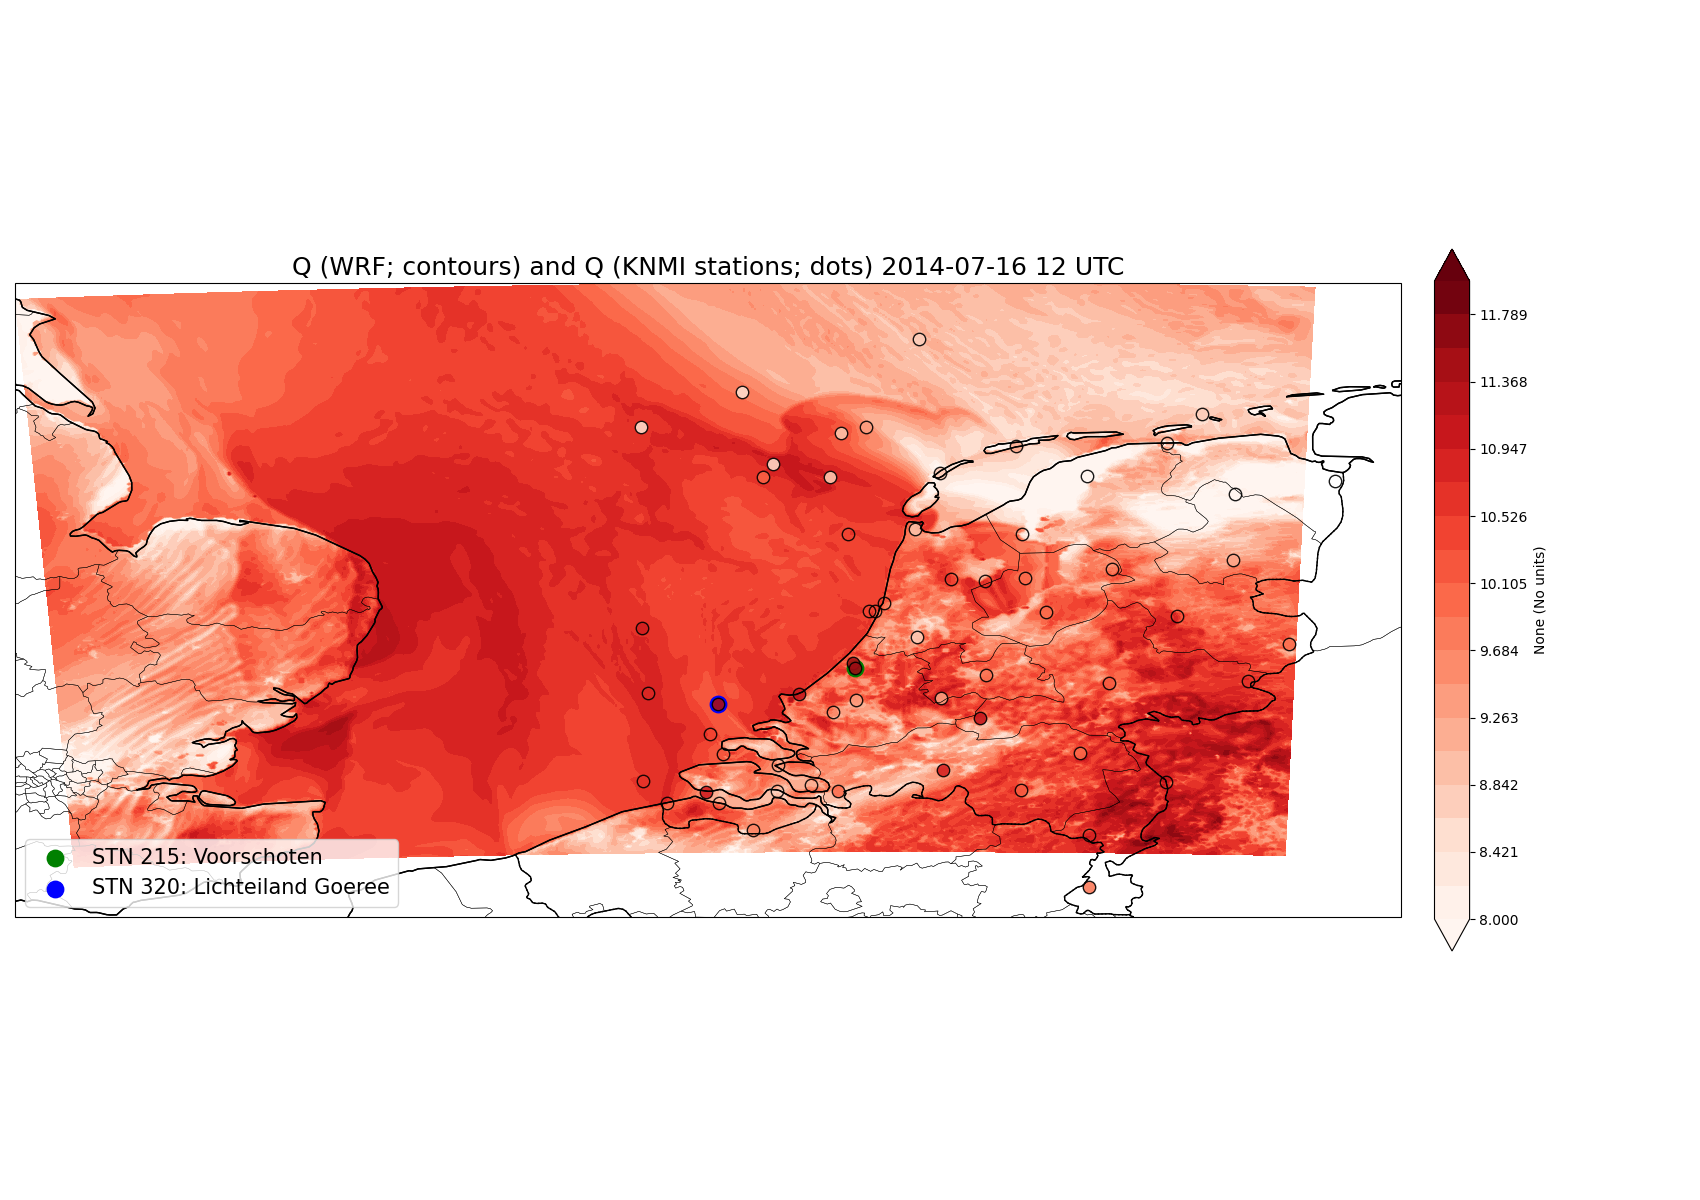 Q (WRF; contours) and Q (KNMI stations; dots) 2014-07-16 12 UTC
11.789
11.368
10.947
10.526
10.105
9.684
9.263
8.842
8.421
8.000
None (No units)
STN 215: Voorschoten
STN 320: Lichteiland Goeree